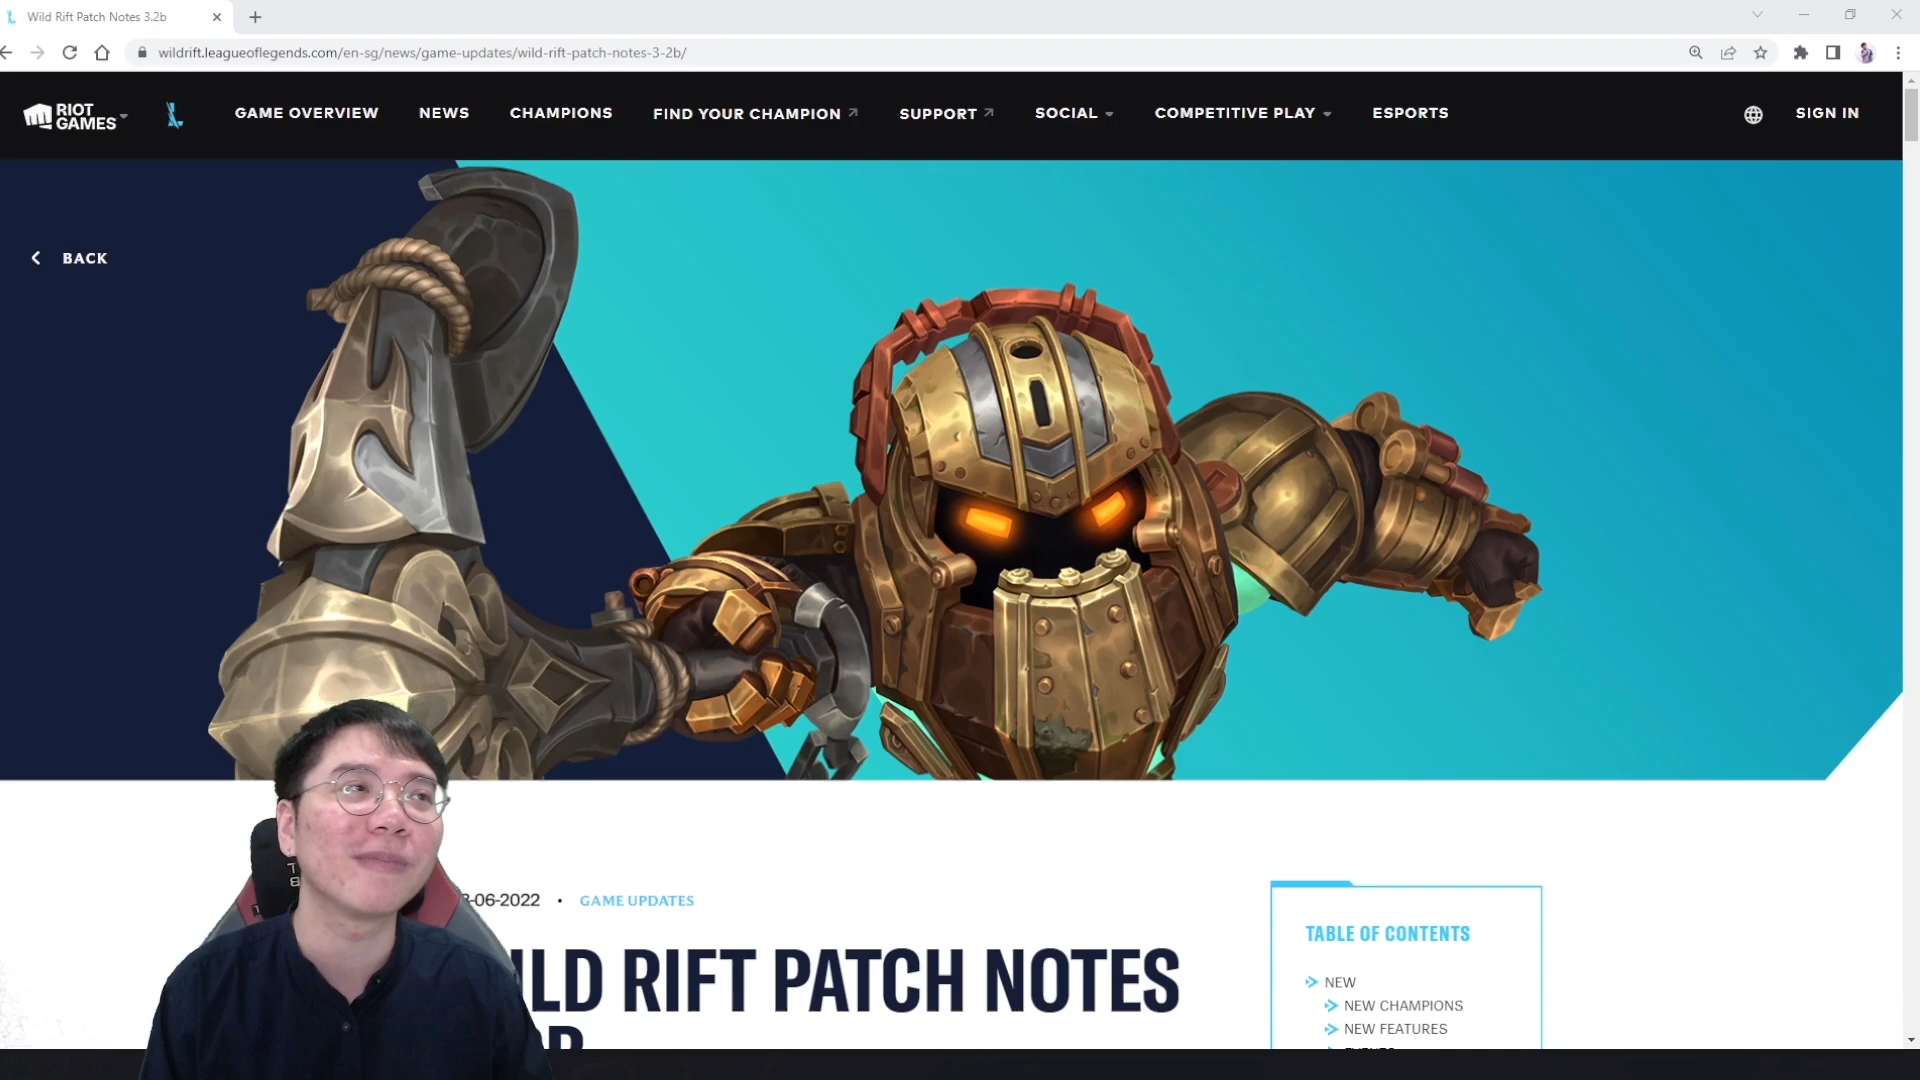 Wild Rift Patch Notes 3.2b
wildrift.leagueoflegends.com/en-sg/news/game-updates/wild-rift-patch-notes-3-2b/
RIOT GAMES
GAME OVERVIEW NEWS CHAMPIONS FIND YOUR CHAMPION SUPPORT SOCIAL COMPETITIVE PLAY ESPORTS SIGN IN
BACK
-06-2022 • GAME UPDATES
ILD RIFT PATCH NOTES
TABLE OF CONTENTS
NEW
NEW CHAMPIONS
NEW FEATURES